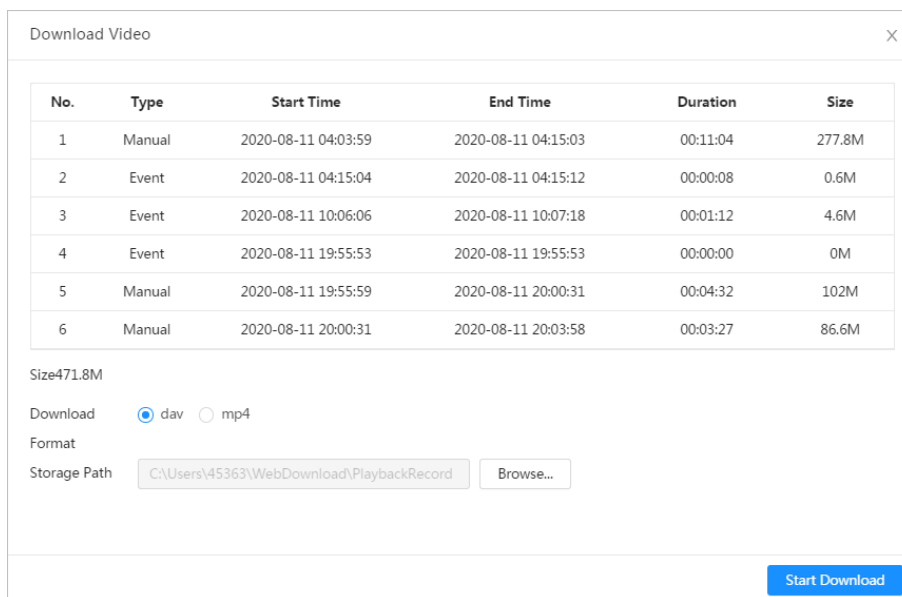 Download Video
No. Type Start Time End Time Duration Size
1 Manual 2020-08-11 04:03:59 2020-08-11 04:15:03 00:11:04 277.8M
2 Event 2020-08-11 04:15:04 2020-08-11 04:15:12 00:00:08 0.6M
3 Event 2020-08-11 10:06:06 2020-08-11 10:07:18 00:01:12 4.6M
4 Event 2020-08-11 19:55:53 2020-08-11 19:55:53 00:00:00 0M
5 Manual 2020-08-11 19:55:59 2020-08-11 20:00:31 00:04:32 102M
6 Manual 2020-08-11 20:00:31 2020-08-11 20:03:58 00:03:27 86.6M
Size471.8M
Download dav mp4
Format
Storage Path C:\Users\45363\WebDownload\PlaybackRecord Browse...
Start Download